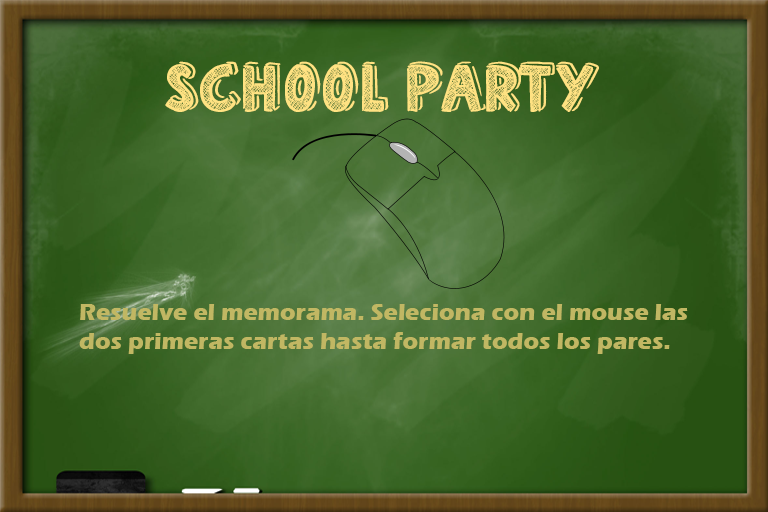 SCHOOL PARTY
Resuelve el memorama. Seleciona con el mouse las
dos primeras cartas hasta formar todos los pares.